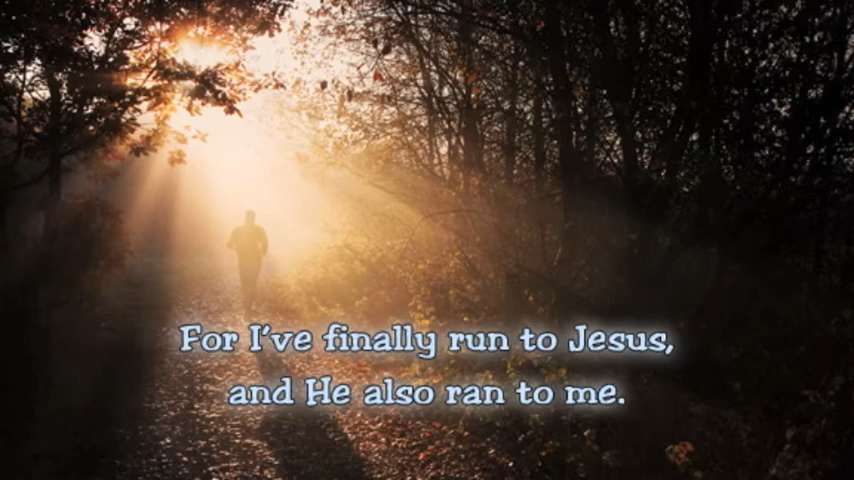 For I've finally run to Jesus,
and He also ran to me.